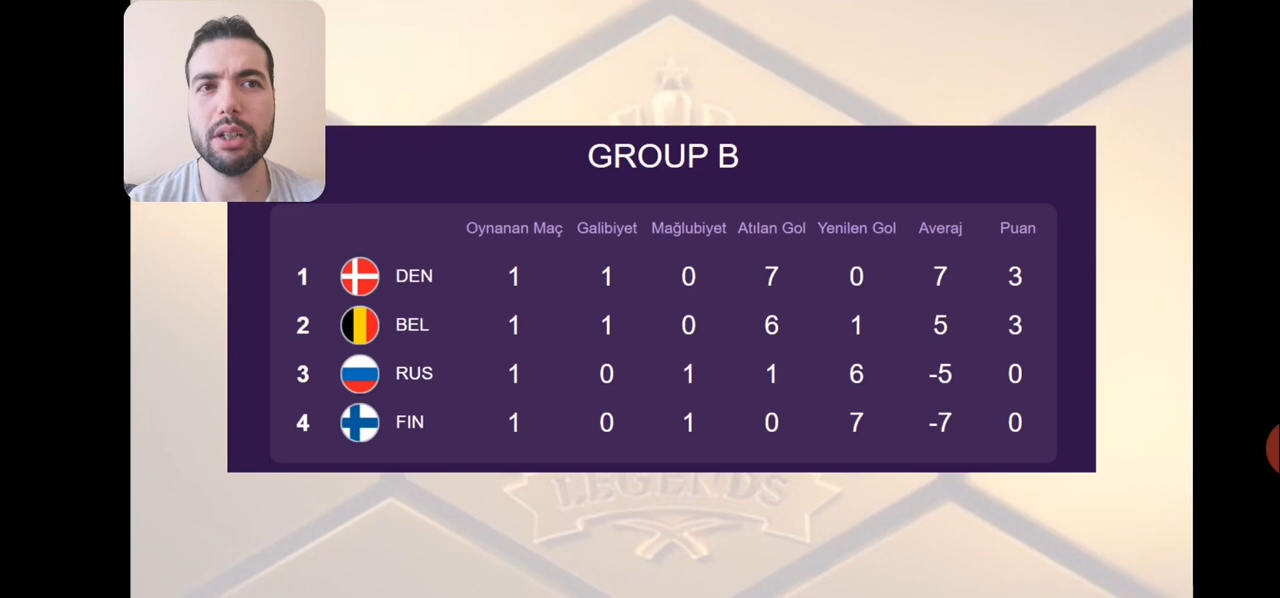 GROUP B
Oynanan Maç Galibiyet Mağlubiyet Atılan Gol Yenilen Gol Averaj Puan
1 DEN 1 1 0 7 0 7 3
2 BEL 1 1 0 6 1 5 3
3 RUS 1 0 1 1 6 -5 0
4 FIN 1 0 1 0 7 -7 0
LEGENDS